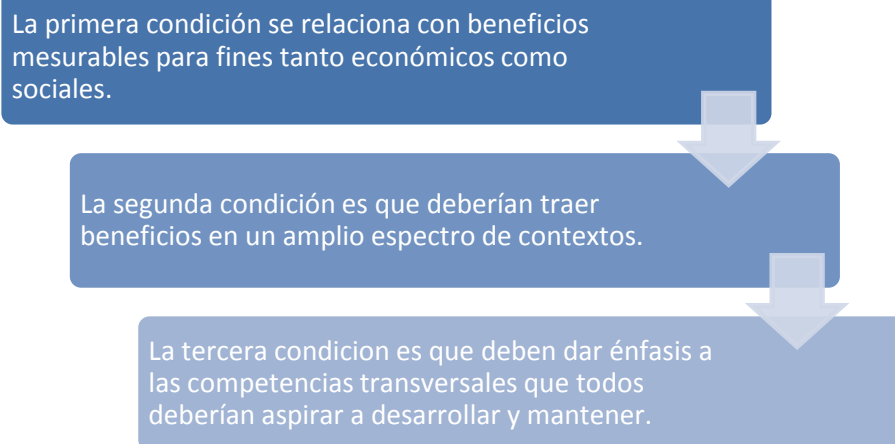 La primera condición se relaciona con beneficios
mesurables para fines tanto económicos como
sociales.
La segunda condición es que deberían traer
beneficios en un amplio espectro de contextos.
La tercera condicion es que deben dar énfasis a
las competencias transversales que todos
deberían aspirar a desarrollar y mantener.